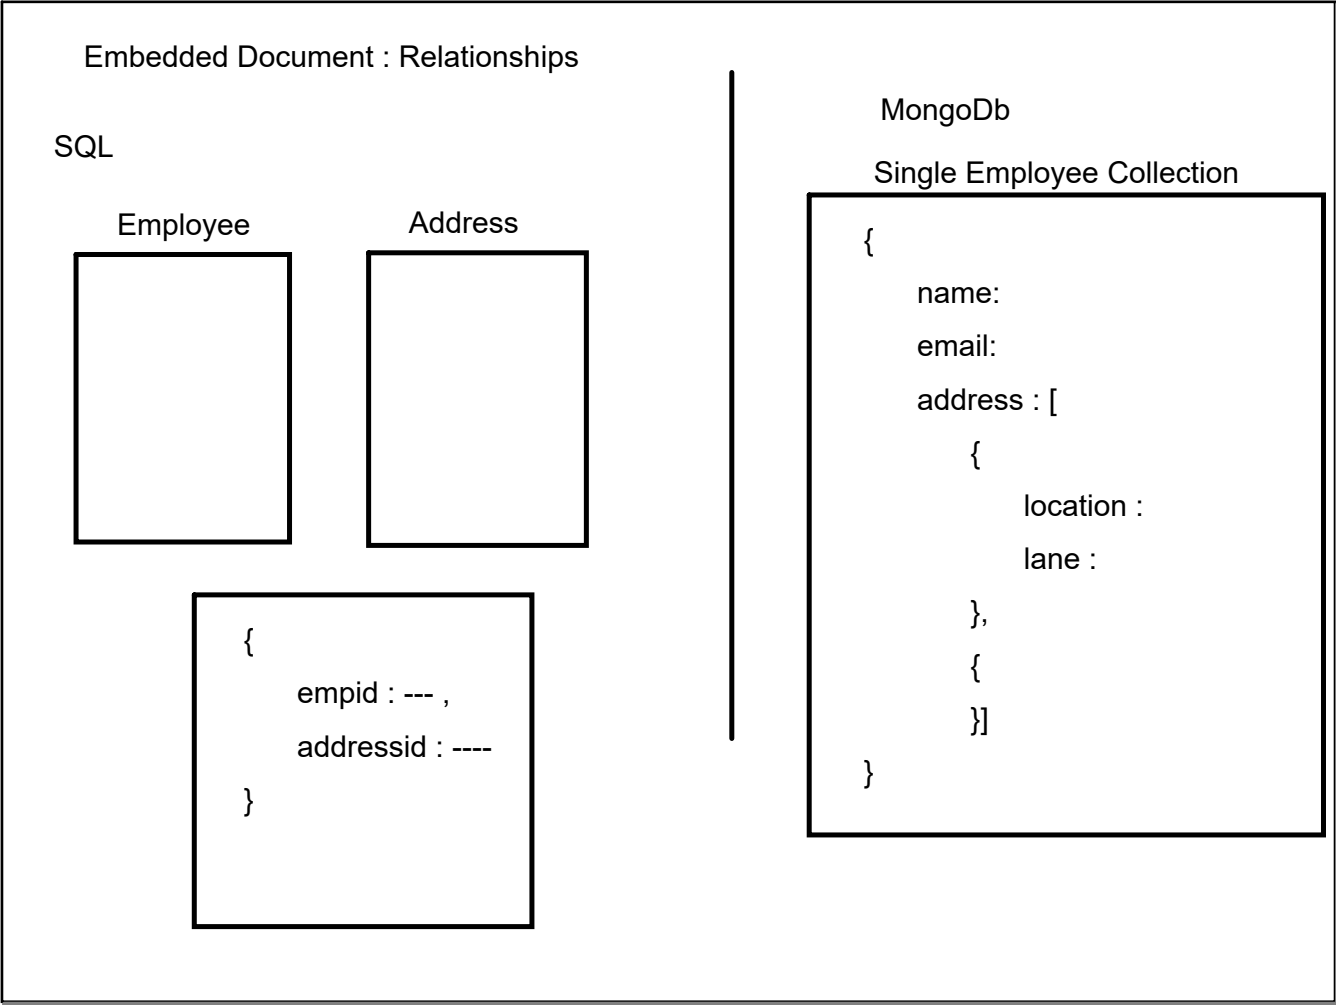 Embedded Document : Relationships
SQL
Employee
Address
{
empid : --- ,
addressid : ----
}
MongoDb
Single Employee Collection
{
name:
email:
address : [
{
location :
lane :
},
{
}]
}